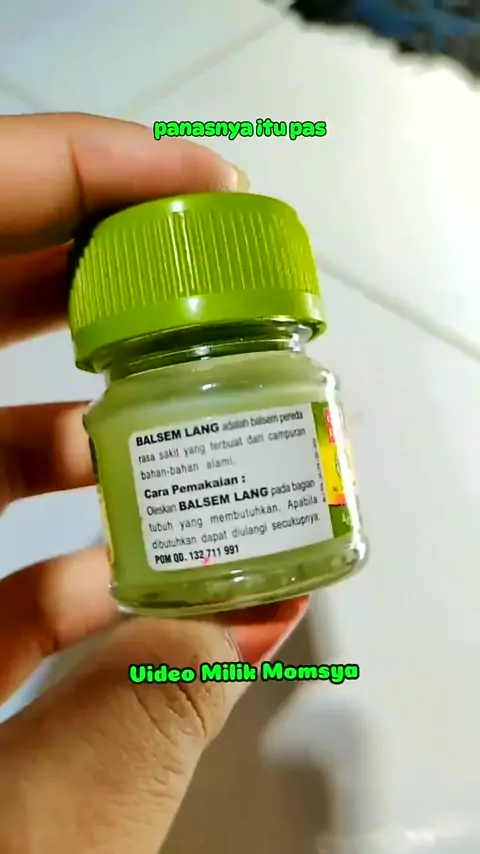 panasnya itu pas
BALSEM LANG adalah balsem pereda
rasa sakit yang terbuat dari campuran
bahan-bahan alami.
Cara Pemakaian :
Oleskan BALSEM LANG pada bagian
tubuh yang membutuhkan. Apabila
dibutuhkan dapat diulangi secukupnya.
POM QD. 132 711 991
Video Milik Momsya